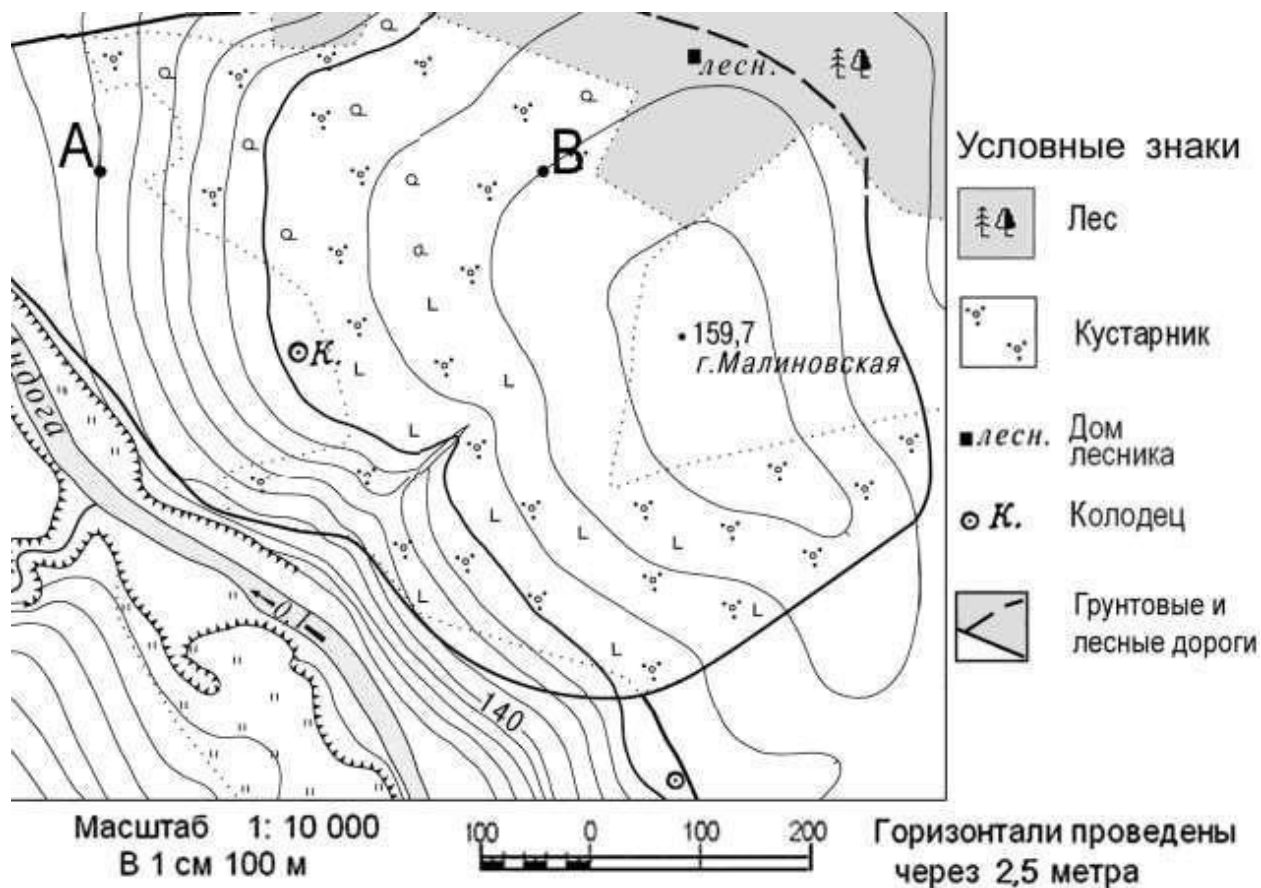 лесн.
А
В
159,7
г.Малиновская
К.
140
0,1
Условные знаки
Лес
Кустарник
лесн. Дом
лесника
К. Колодец
Грунтовые и
лесные дороги
Масштаб 1: 10 000
В 1 см 100 м
100 0 100 200
Горизонтали проведены
через 2,5 метра